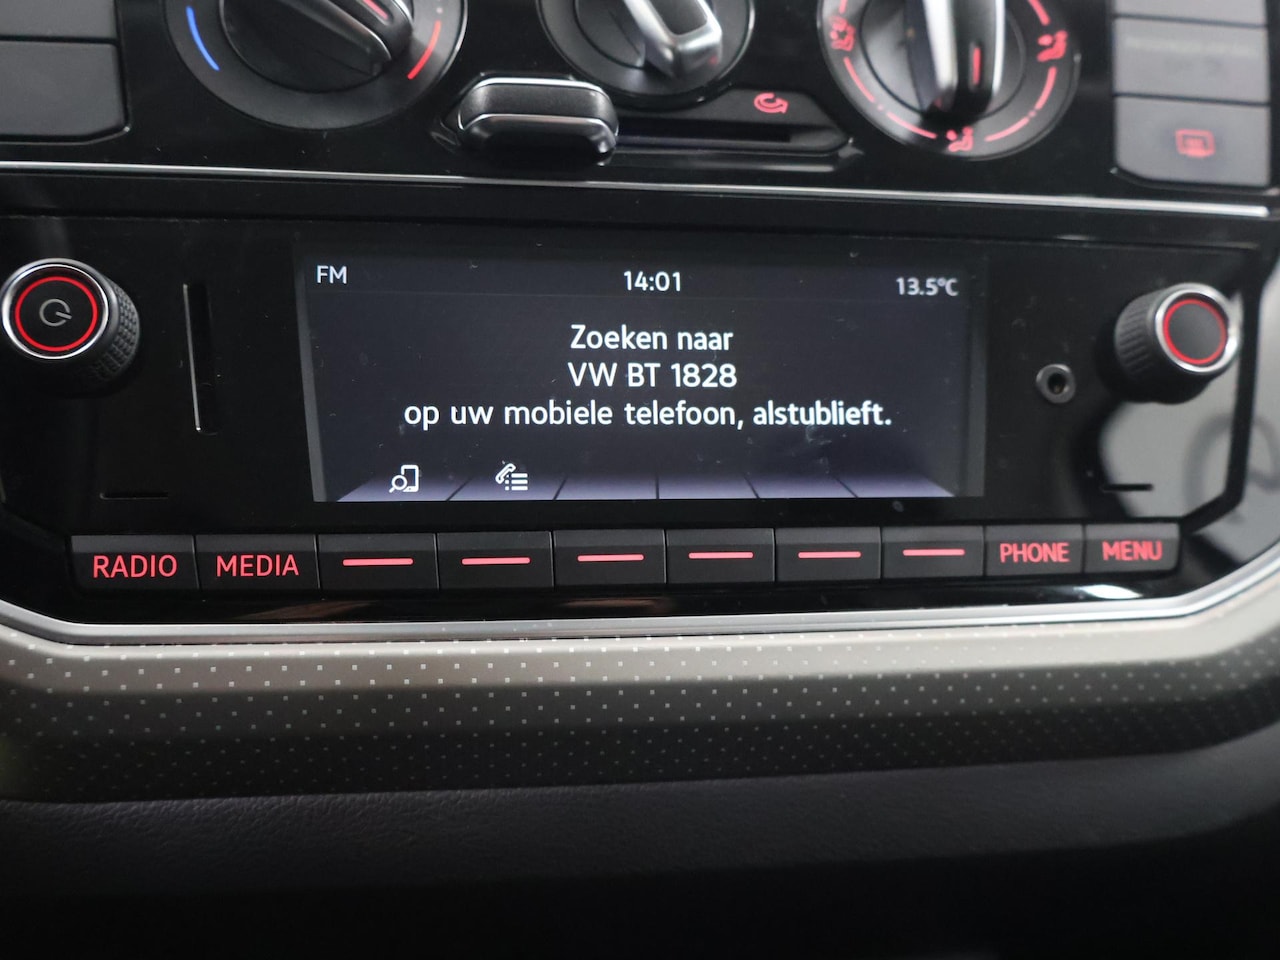 FM 14:01 13.5°C
Zoeken naar
VW BT 1828
op uw mobiele telefoon, alstublieft.
RADIO MEDIA PHONE MENU